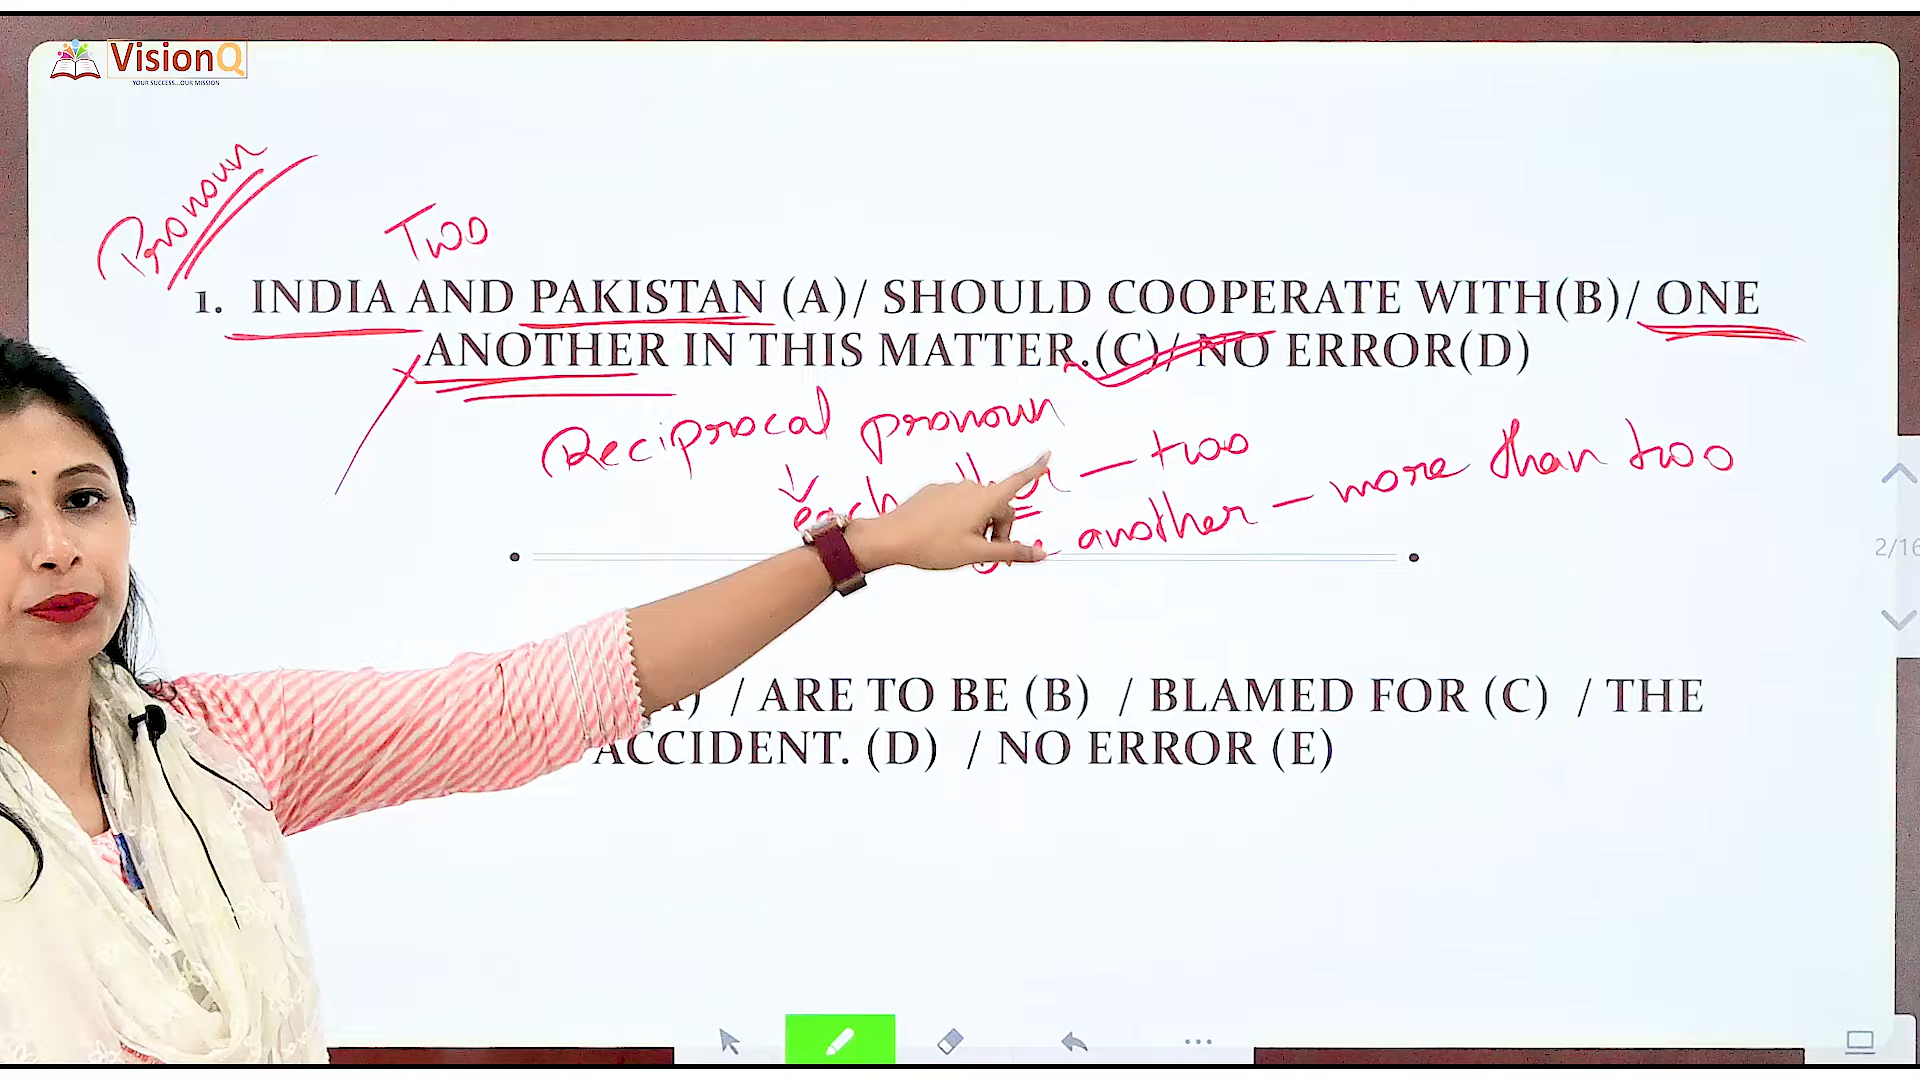 VisionQ
YOUR SUCCESS...OUR MISSION
Pronoun
Two
1. INDIA AND PAKISTAN (A)/ SHOULD COOPERATE WITH(B)/ ONE
ANOTHER IN THIS MATTER.(C)/ NO ERROR(D)
Reciprocal pronoun
each – two
another – more than two
2/16
/ ARE TO BE (B) / BLAMED FOR (C) / THE
ACCIDENT. (D) / NO ERROR (E)